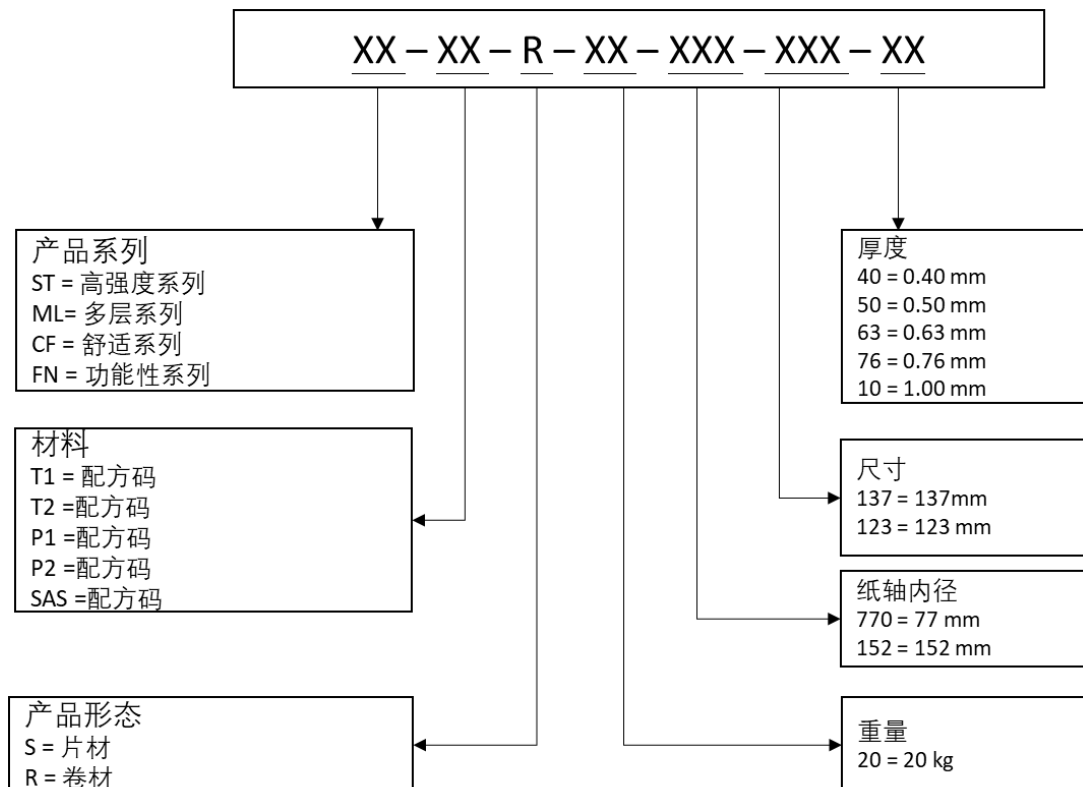 XX – XX – R – XX – XXX – XXX – XX
产品系列
ST = 高强度系列
ML= 多层系列
CF = 舒适系列
FN = 功能性系列
材料
T1 = 配方码
T2 =配方码
P1 =配方码
P2 =配方码
SAS =配方码
产品形态
S = 片材
R = 卷材
厚度
40 = 0.40 mm
50 = 0.50 mm
63 = 0.63 mm
76 = 0.76 mm
10 = 1.00 mm
尺寸
137 = 137mm
123 = 123 mm
纸轴内径
770 = 77 mm
152 = 152 mm
重量
20 = 20 kg